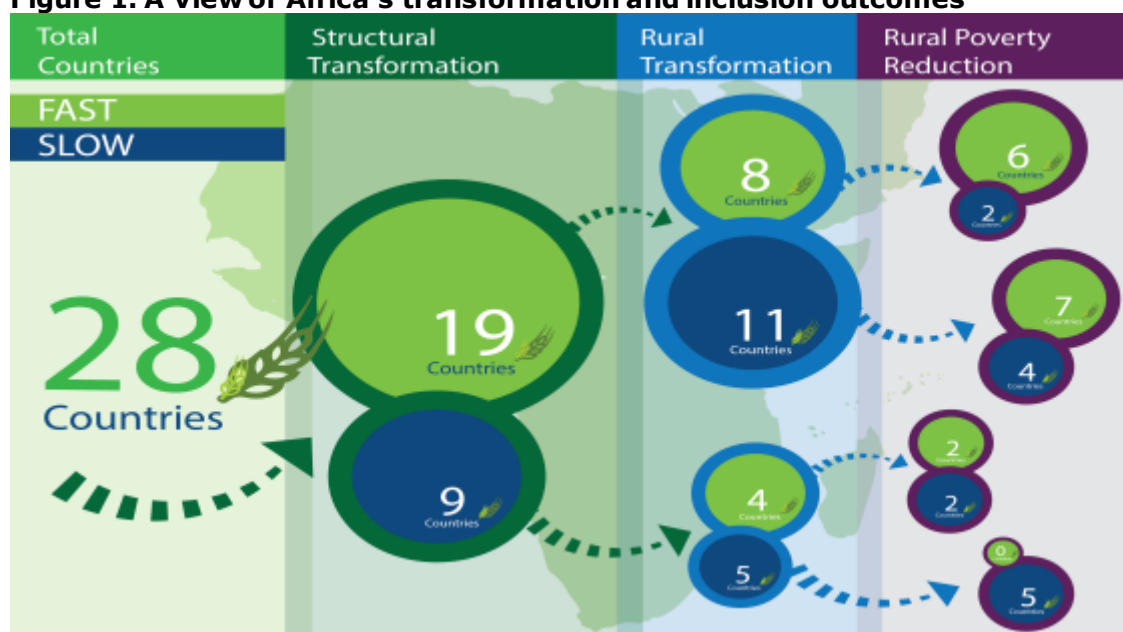 Figure 1. A view of Africa's transformation and inclusion outcomes
Total
Countries
Structural
Transformation
Rural
Transformation
Rural Poverty
Reduction
FAST
SLOW
28
Countries
19
Countries
9
Countries
8
Countries
11
Countries
4
Countries
5
Countries
6
Countries
2
Countries
7
Countries
4
Countries
2
Countries
2
Countries
0
5
Countries